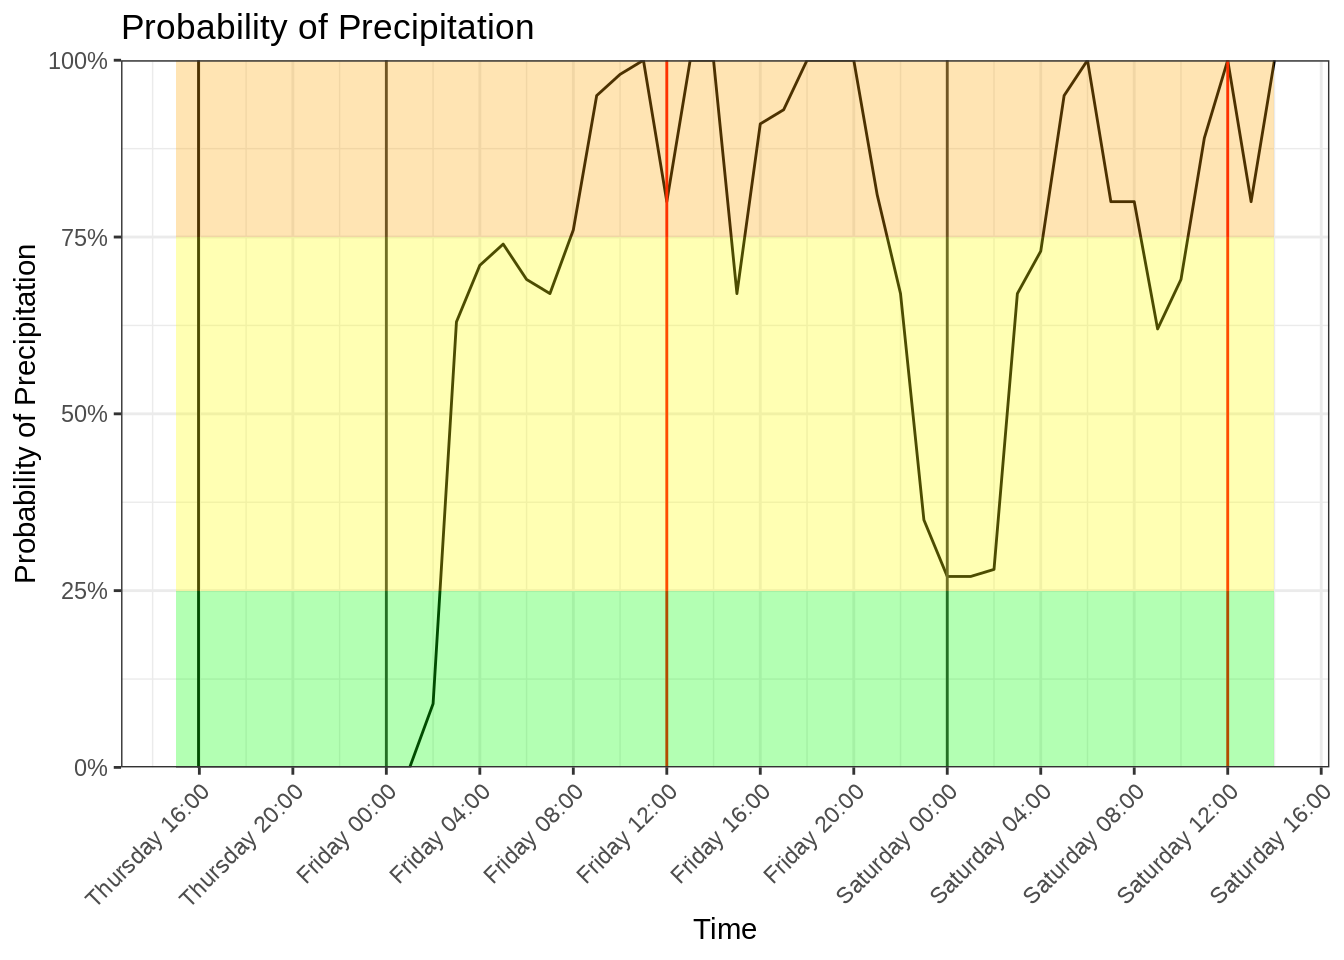 Probability of Precipitation
Probability of Precipitation
100%
75%
50%
25%
0%
Thursday 16:00
Thursday 20:00
Friday 00:00
Friday 04:00
Friday 08:00
Friday 12:00
Friday 16:00
Friday 20:00
Saturday 00:00
Saturday 04:00
Saturday 08:00
Saturday 12:00
Saturday 16:00
Time